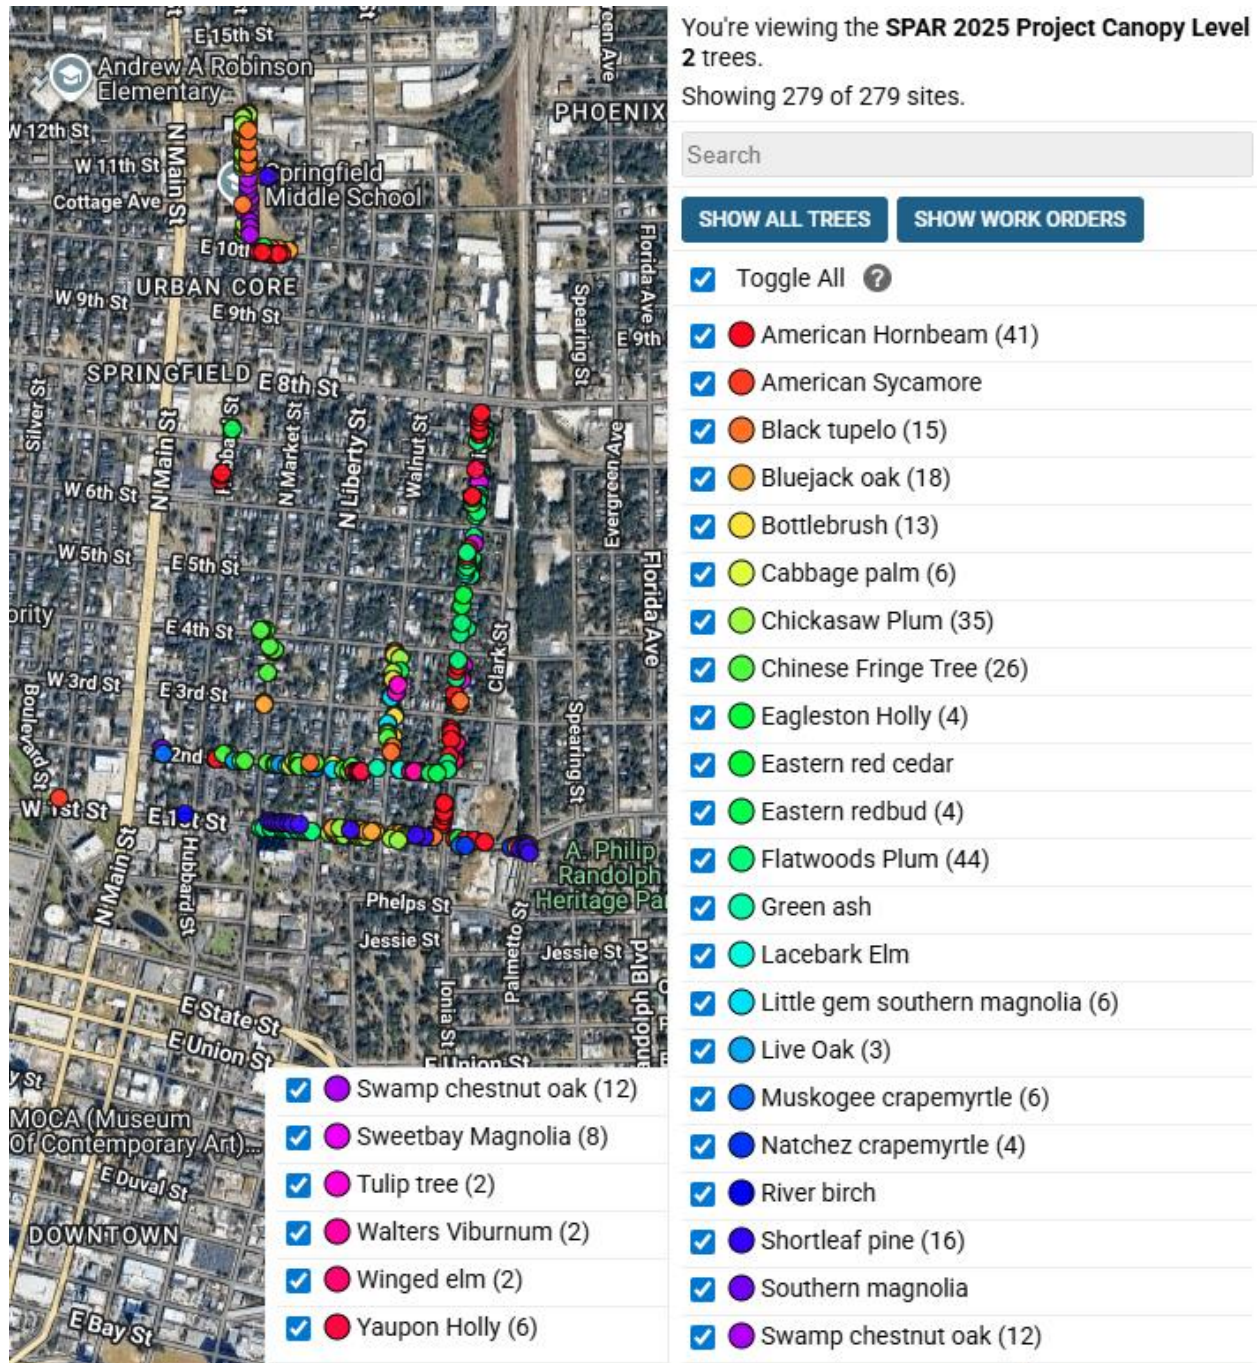 You're viewing the SPAR 2025 Project Canopy Level
2 trees.
Showing 279 of 279 sites.
Search
SHOW ALL TREES
SHOW WORK ORDERS
Toggle All ?
American Hornbeam (41)
American Sycamore
Black tupelo (15)
Bluejack oak (18)
Bottlebrush (13)
Cabbage palm (6)
Chickasaw Plum (35)
Chinese Fringe Tree (26)
Eagleston Holly (4)
Eastern red cedar
Eastern redbud (4)
Flatwoods Plum (44)
Green ash
Lacebark Elm
Little gem southern magnolia (6)
Live Oak (3)
Muskogee crapemyrtle (6)
Natchez crapemyrtle (4)
River birch
Shortleaf pine (16)
Southern magnolia
Swamp chestnut oak (12)
Swamp chestnut oak (12)
Sweetbay Magnolia (8)
Tulip tree (2)
Walters Viburnum (2)
Winged elm (2)
Yaupon Holly (6)
E 15th St
Andrew A Robinson
Elementary
PHOENIX
W 12th St
N Main St
W 11th St
Springfield
Middle School
Cottage Ave
E 10th
Florida Ave
URBAN CORE
W 9th St
E 9th St
Spearing St
E 9th
SPRINGFIELD
E 8th St
Silver St
N Main St
N Market St
N Liberty St
Walnut St
Evergreen Ave
W 6th St
W 5th St
E 5th St
Florida Ave
ority
E 4th St
Clark St
W 3rd St
E 3rd St
Boulevard St
Spearing St
2nd
W 1st St
E 1st St
N Main St
Hubbard St
A. Philip
Randolph
Heritage Pa
Phelps St
Jessie St
Palmetto St
Jessie St
Ionia St
andolph Blvd
E State St
E Union St
E Union St
y St
MOCA (Museum
Of Contemporary Art)...
E Duval St
DOWNTOWN
E Bay St